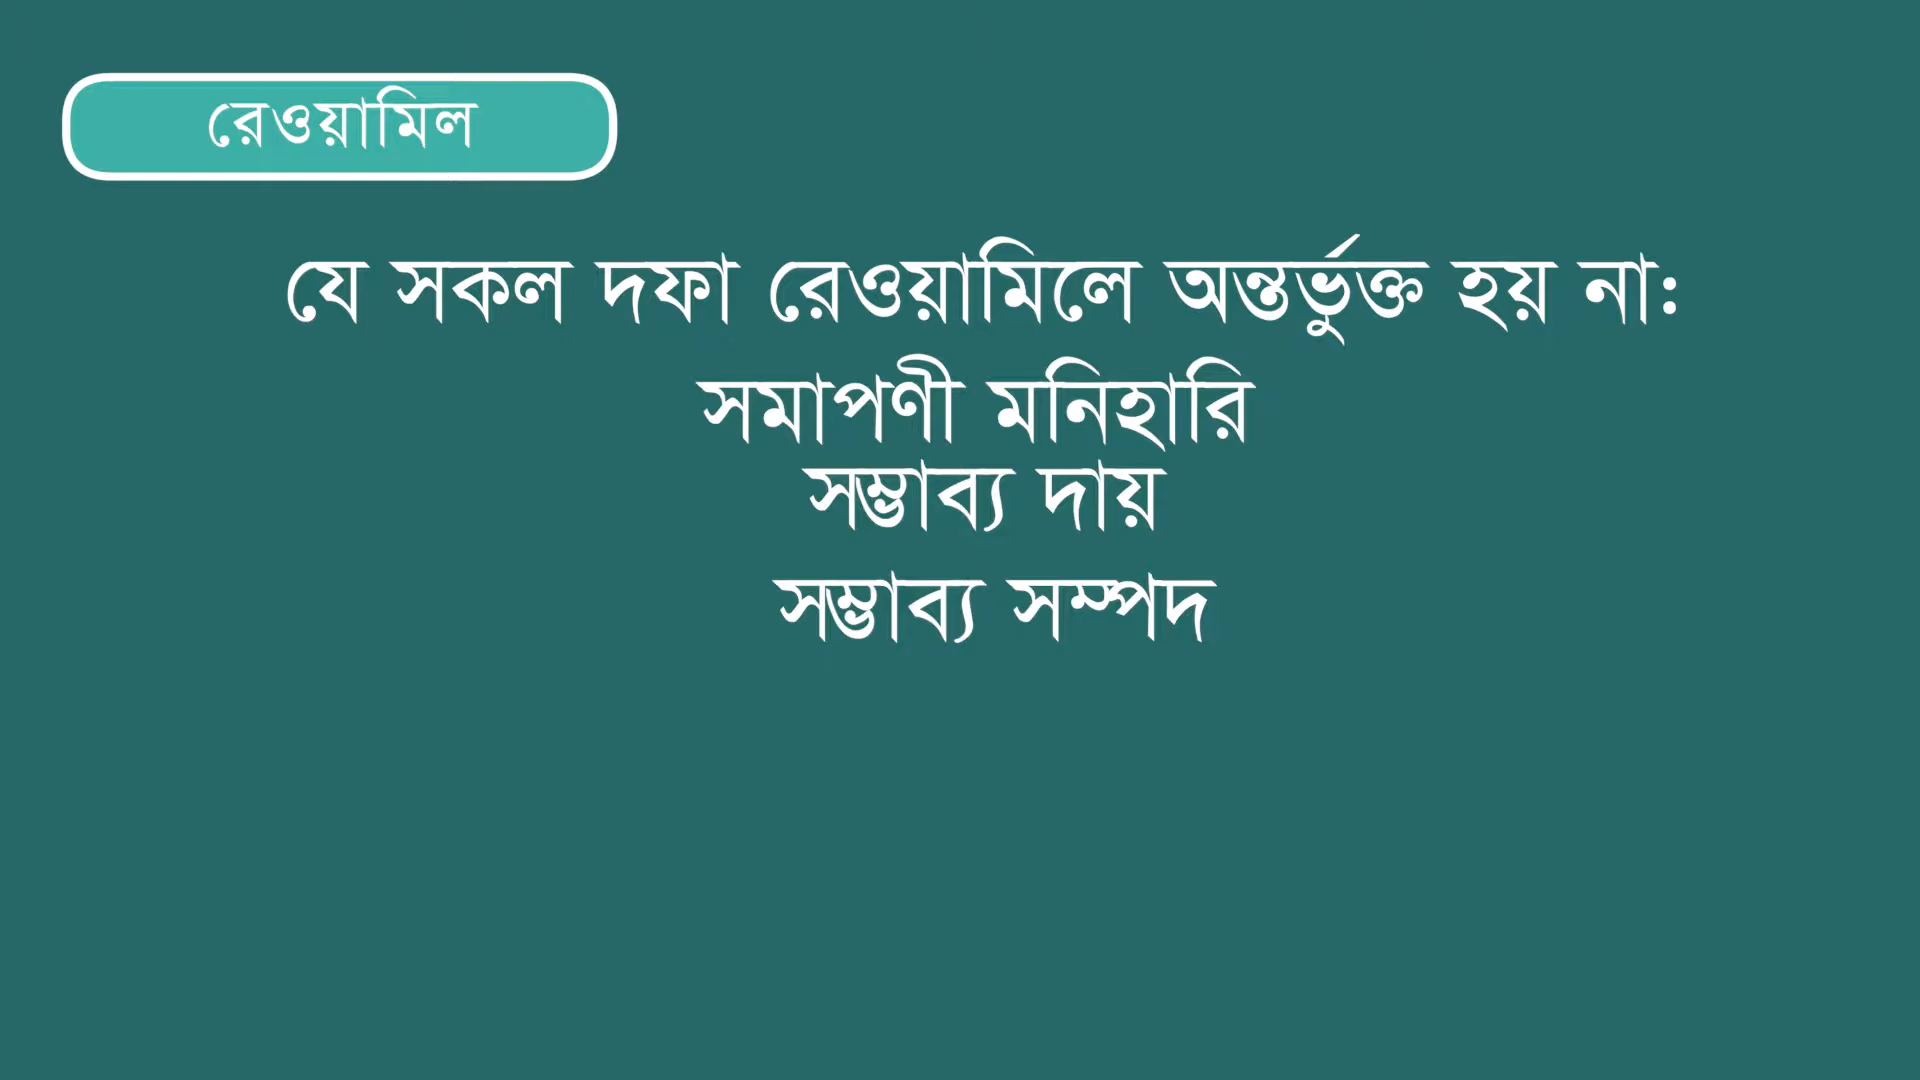 রেওয়ামিল
যে সকল দফা রেওয়ামিলে অন্তর্ভুক্ত হয় না:
সমাপণী মনিহারি
সম্ভাব্য দায়
সম্ভাব্য সম্পদ